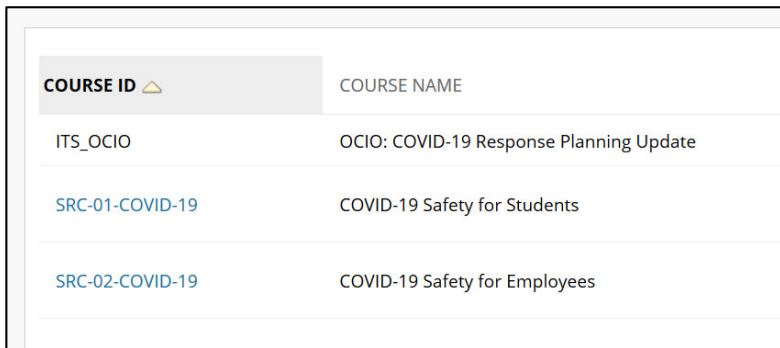 COURSE ID COURSE NAME
ITS_OCIO OCIO: COVID-19 Response Planning Update
SRC-01-COVID-19 COVID-19 Safety for Students
SRC-02-COVID-19 COVID-19 Safety for Employees